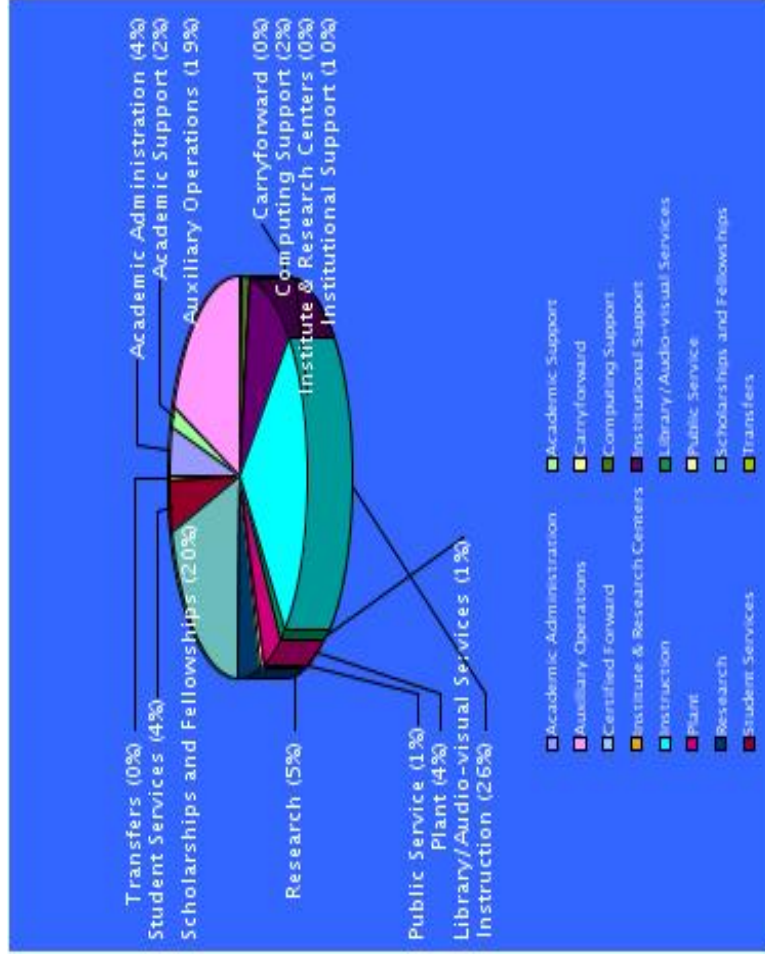 Transfers (0%)
Student Services (4%)
Scholarships and Fellowships (20%)
Research (5%)
Public Service (1%)
Plant (4%)
Library/Audio-visual Services (1%)
Instruction (26%)
Academic Administration (4%)
Academic Support (2%)
Auxiliary Operations (19%)
Carryforward (0%)
Computing Support (2%)
Institute & Research Centers (0%)
Institutional Support (10%)
Academic Administration
Academic Support
Auxiliary Operations
Carryforward
Certified Forward
Computing Support
Institute & Research Centers
Institutional Support
Instruction
Library/Audio-visual Services
Plant
Public Service
Research
Scholarships and Fellowships
Student Services
Transfers